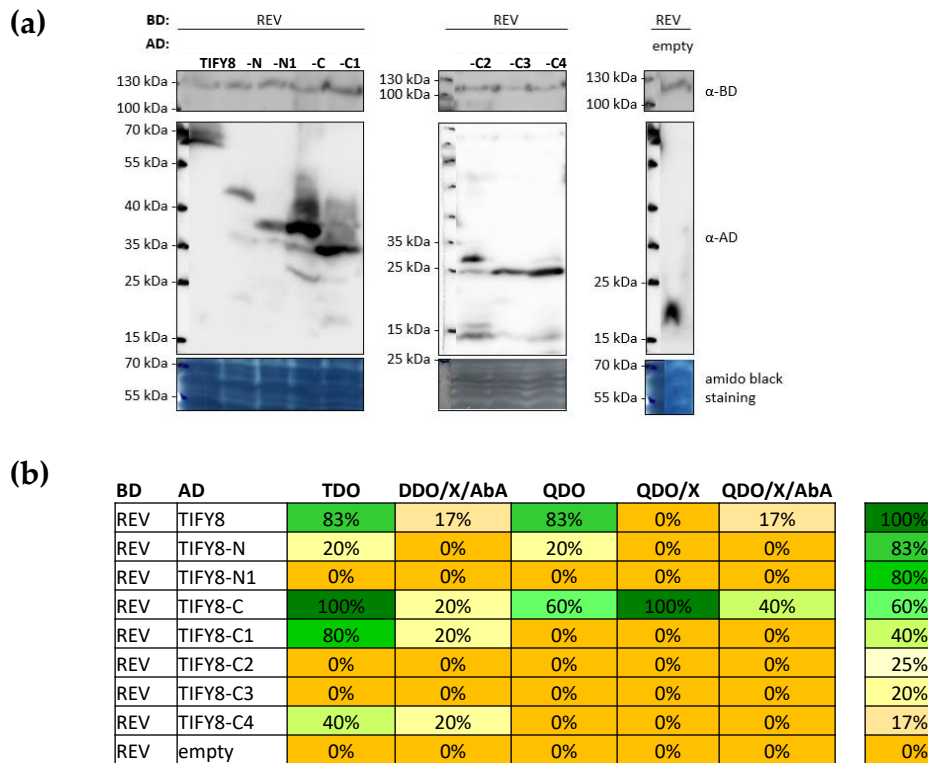 (a)
BD: REV REV REV
AD: empty
TIFY8 -N -N1 -C -C1 -C2 -C3 -C4
130 kDa 130 kDa 130 kDa α-BD
100 kDa 100 kDa 100 kDa
70 kDa
55 kDa
40 kDa
35 kDa 35 kDa α-AD
25 kDa 25 kDa 25 kDa
15 kDa 15 kDa 15 kDa
70 kDa 25 kDa 70 kDa amido black
55 kDa 55 kDa staining
(b)
BD AD TDO DDO/X/AbA QDO QDO/X QDO/X/AbA
REV TIFY8 83% 17% 83% 0% 17% 100%
REV TIFY8-N 20% 0% 20% 0% 0% 83%
REV TIFY8-N1 0% 0% 0% 0% 0% 80%
REV TIFY8-C 100% 20% 60% 100% 40% 60%
REV TIFY8-C1 80% 20% 0% 0% 0% 40%
REV TIFY8-C2 0% 0% 0% 0% 0% 25%
REV TIFY8-C3 0% 0% 0% 0% 0% 20%
REV TIFY8-C4 40% 20% 0% 0% 0% 17%
REV empty 0% 0% 0% 0% 0% 0%